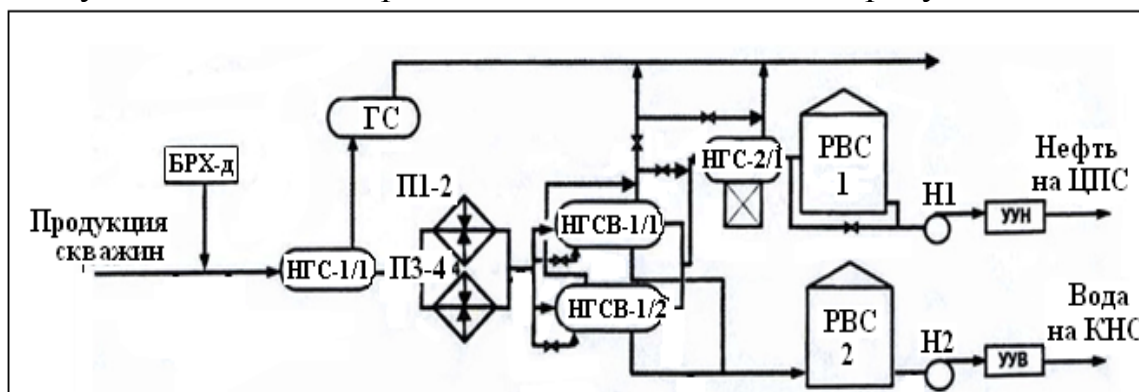 ГС
БРХ-д
П1-2
НГС-2/1
РВС
1
Нефть
на ЦПС
Н1
УУН
Продукция
скважин
НГС-1/1
П3-4
НГСВ-1/1
НГСВ-1/2
РВС
2
Вода
на КНС
Н2
УУВ